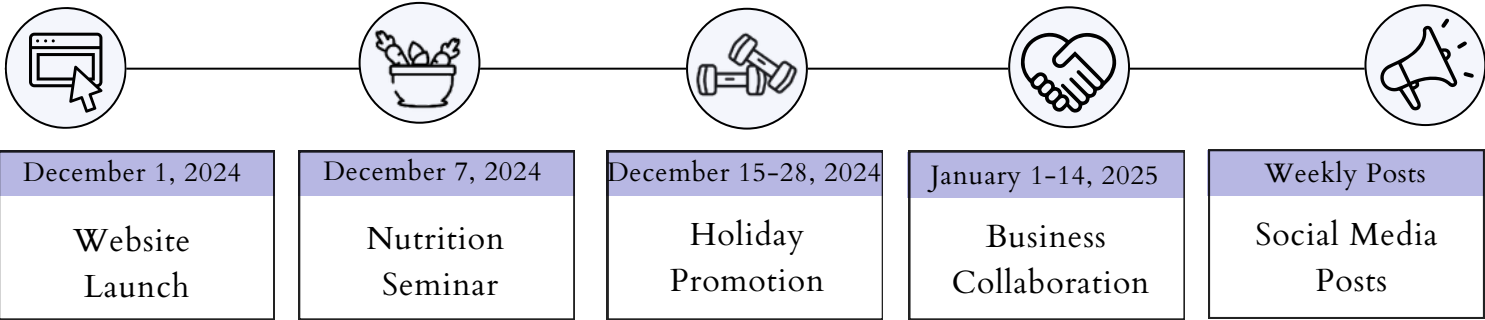 December 1, 2024
Website
Launch
December 7, 2024
Nutrition
Seminar
December 15-28, 2024
Holiday
Promotion
January 1-14, 2025
Business
Collaboration
Weekly Posts
Social Media
Posts